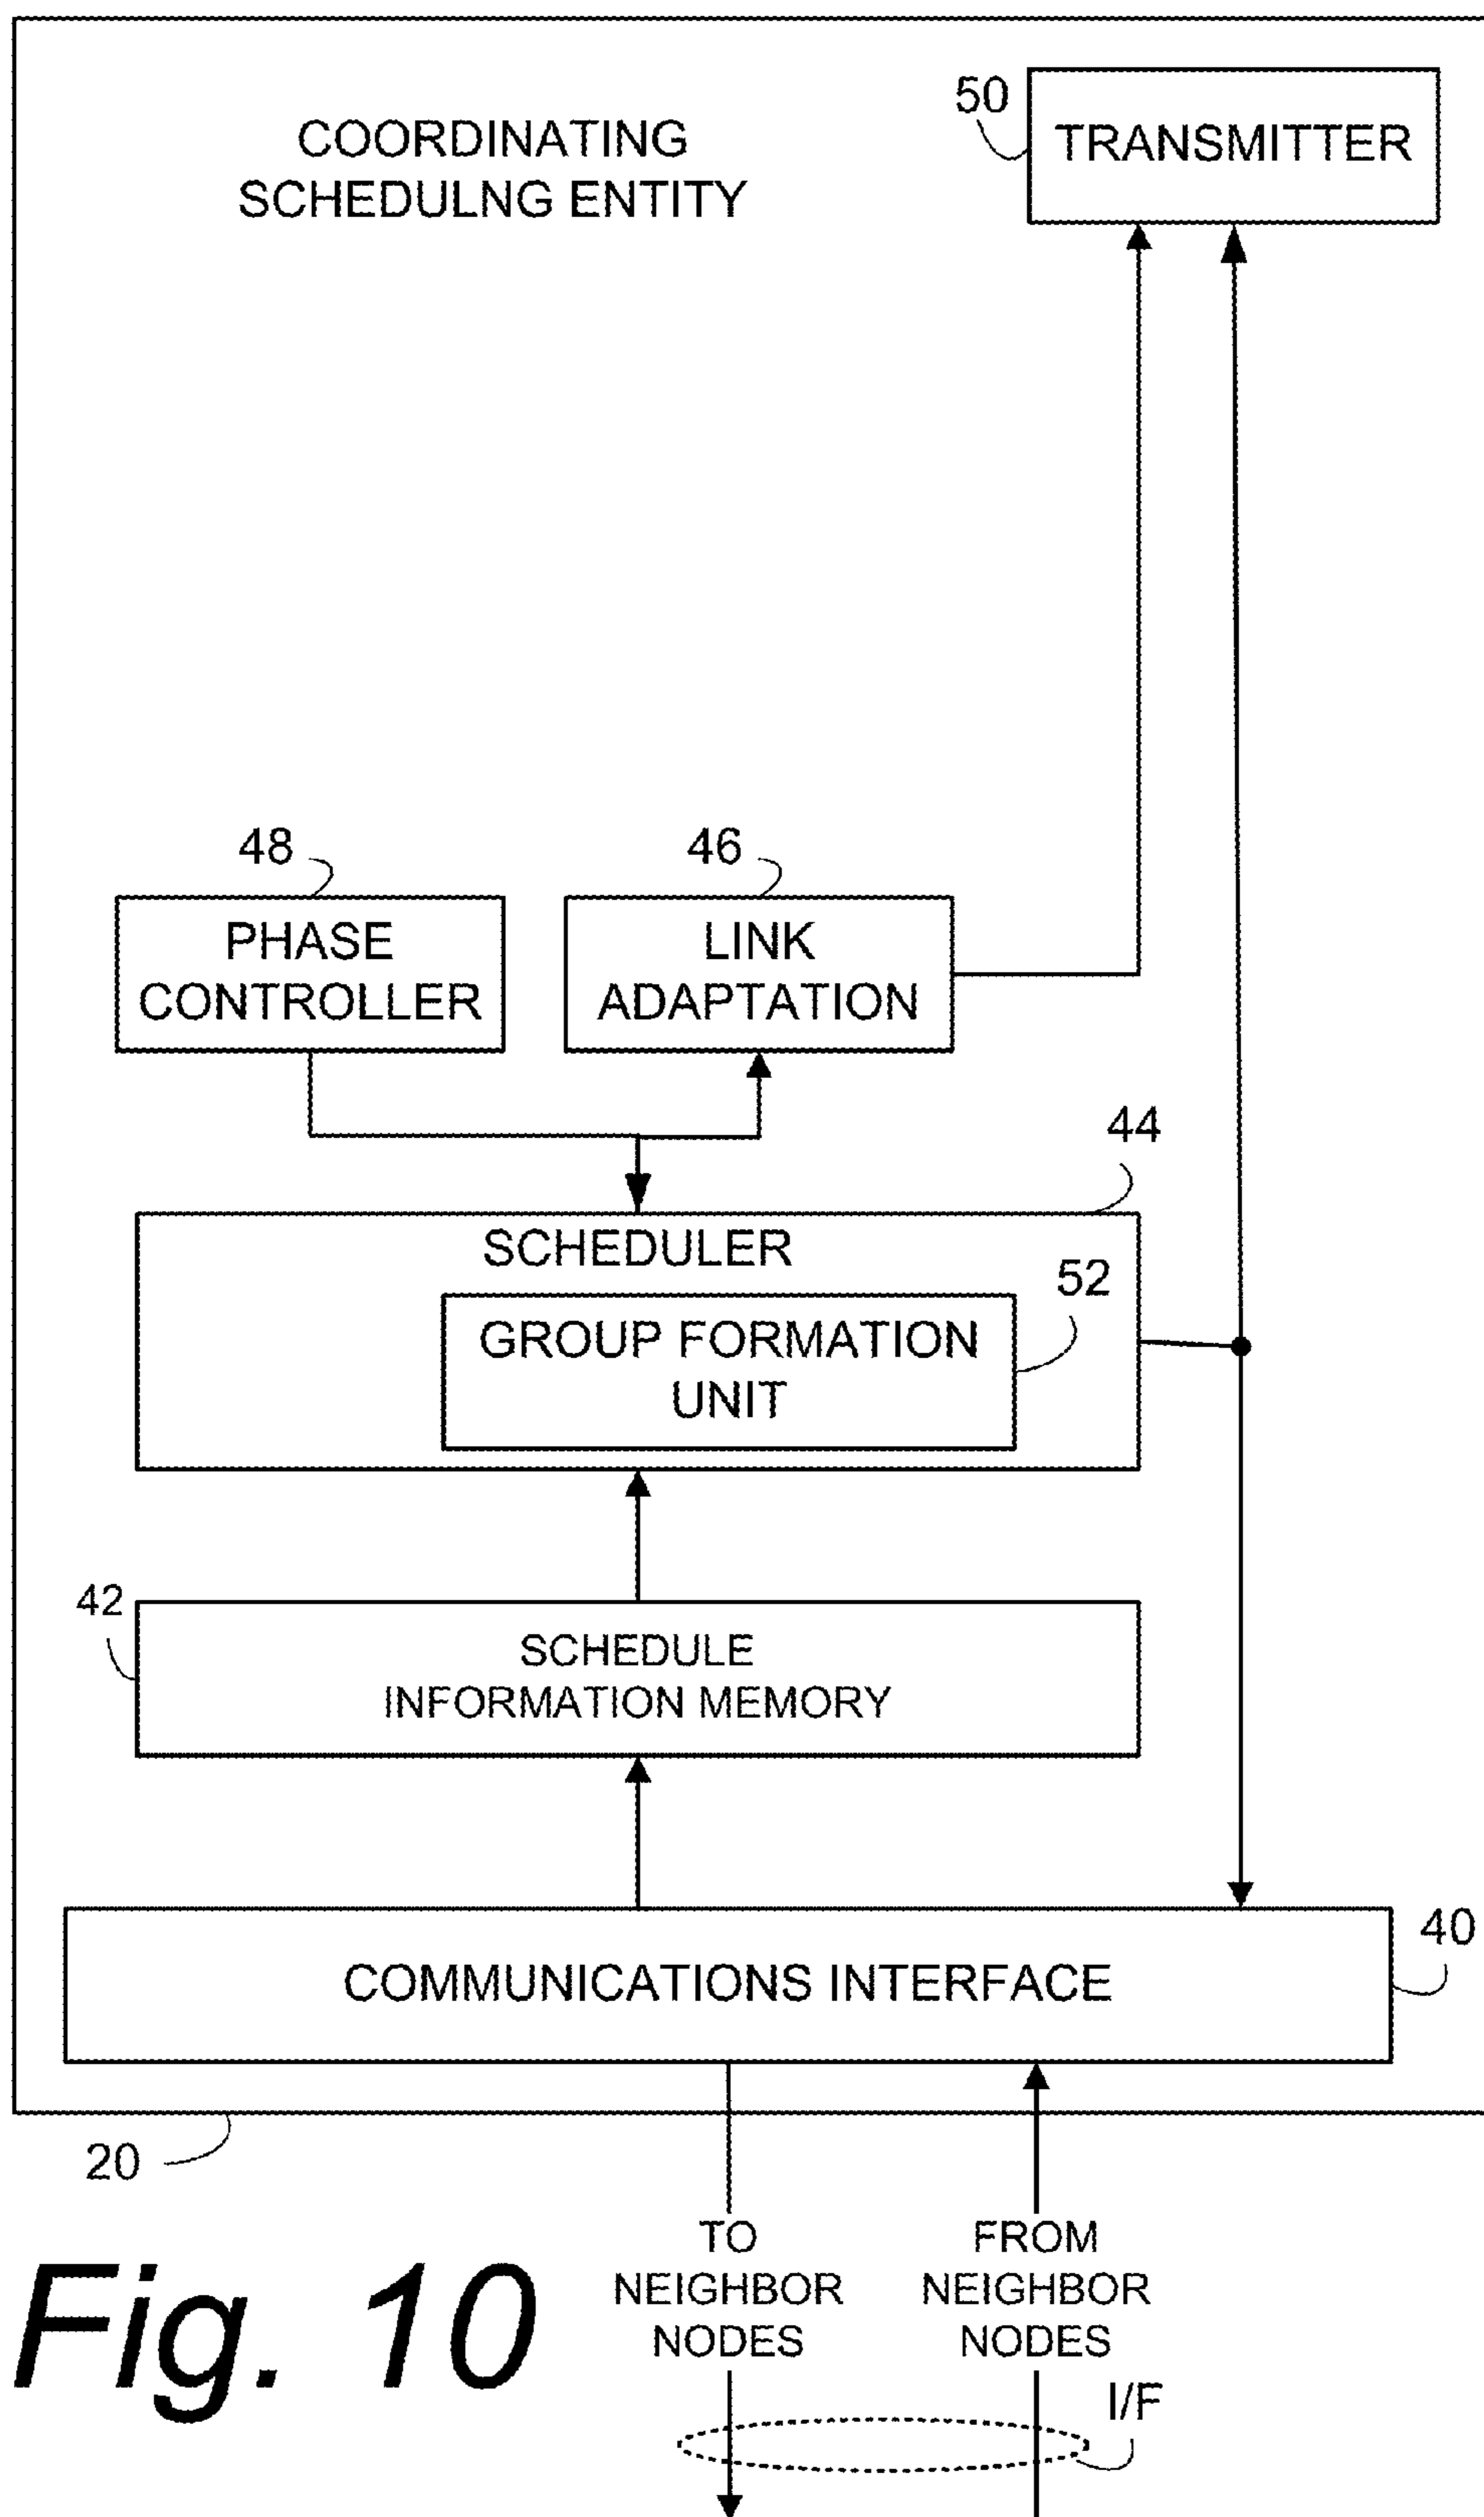 COORDINATING
SCHEDULNG ENTITY
50
TRANSMITTER
48
PHASE
CONTROLLER
46
LINK
ADAPTATION
44
SCHEDULER
52
GROUP FORMATION
UNIT
42
SCHEDULE
INFORMATION MEMORY
40
COMMUNICATIONS INTERFACE
20
TO
NEIGHBOR
NODES
FROM
NEIGHBOR
NODES
I/F
Fig. 10